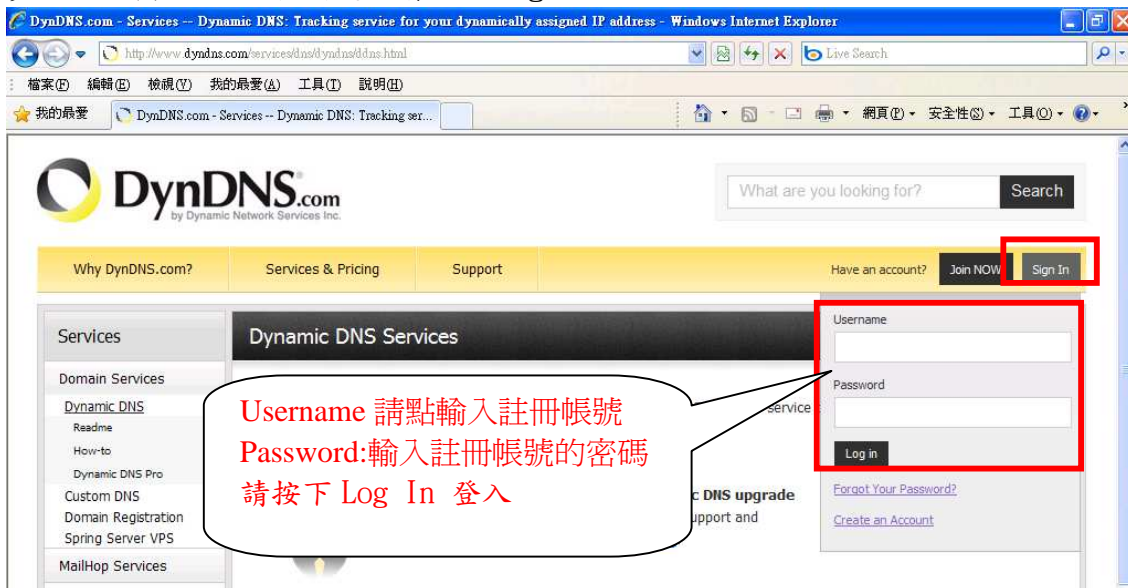 DynDNS.com - Services -- Dynamic DNS: Tracking service for your dynamically assigned IP address - Windows Internet Explorer
http://www.dyndns.com/services/dns/dyndns/ddns.html
Live Search
檔案(F) 編輯(E) 檢視(V) 我的最愛(A) 工具(T) 說明(H)
我的最愛 DynDNS.com - Services -- Dynamic DNS: Tracking ser... 網頁(P) 安全性(S) 工具(O)
DynDNS.com
by Dynamic Network Services Inc.
What are you looking for? Search
Why DynDNS.com? Services & Pricing Support Have an account? Join NOW Sign In
Services
Dynamic DNS Services
Username
Domain Services
Dynamic DNS
Readme
How-to
Dynamic DNS Pro
Custom DNS
Domain Registration
Spring Server VPS
MailHop Services
Username 請點輸入註冊帳號
Password:輸入註冊帳號的密碼
請按下 Log In 登入
service
DNS upgrade
upport and
Password
Log in
Forgot Your Password?
Create an Account